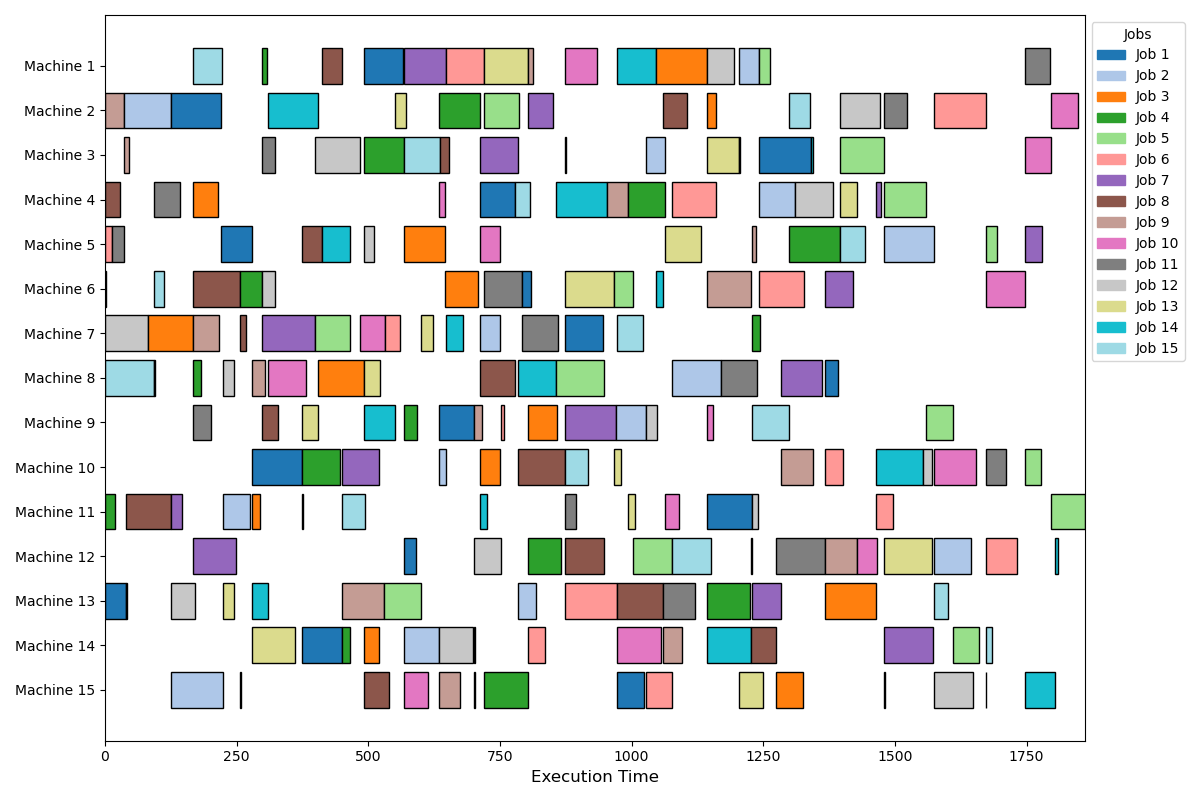 Machine 1
Machine 2
Machine 3
Machine 4
Machine 5
Machine 6
Machine 7
Machine 8
Machine 9
Machine 10
Machine 11
Machine 12
Machine 13
Machine 14
Machine 15
0 250 500 750 1000 1250 1500 1750
Execution Time
Jobs
Job 1
Job 2
Job 3
Job 4
Job 5
Job 6
Job 7
Job 8
Job 9
Job 10
Job 11
Job 12
Job 13
Job 14
Job 15